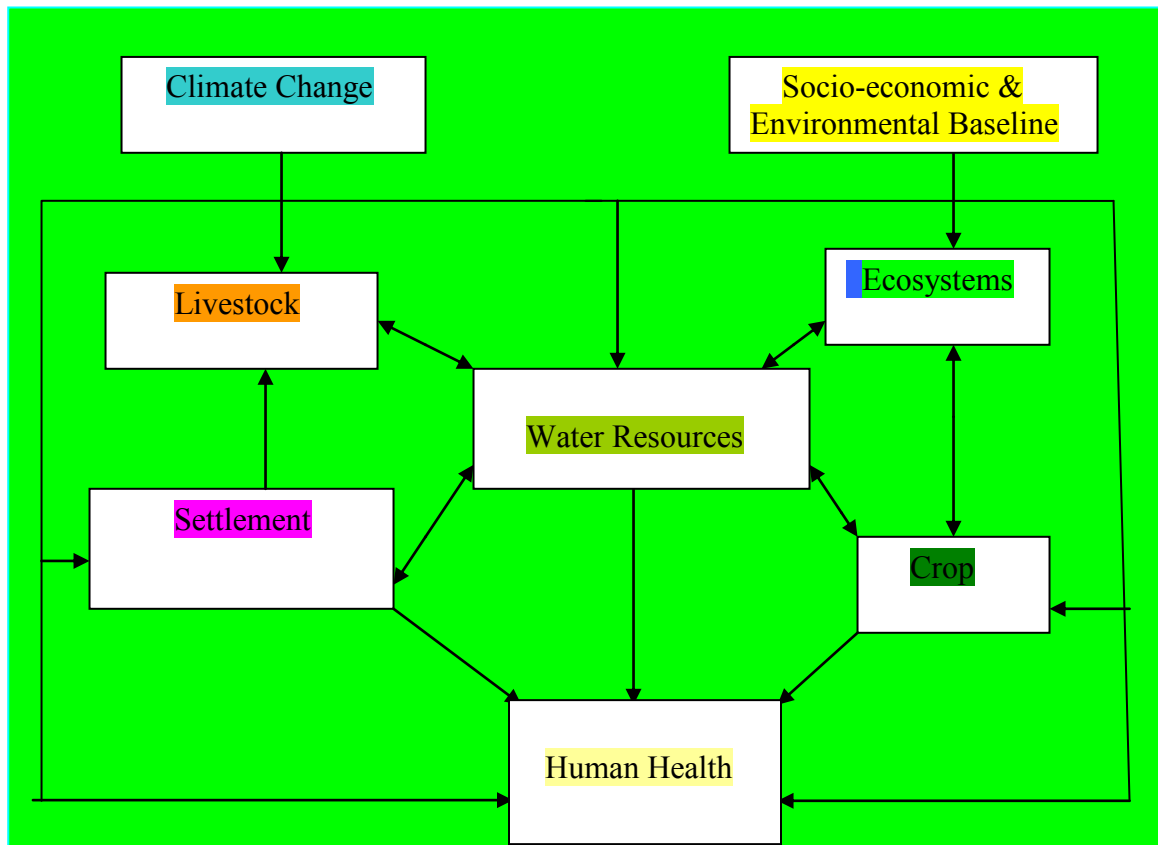 Climate Change
Socio-economic &
Environmental Baseline
Livestock
Ecosystems
Water Resources
Settlement
Crop
Human Health